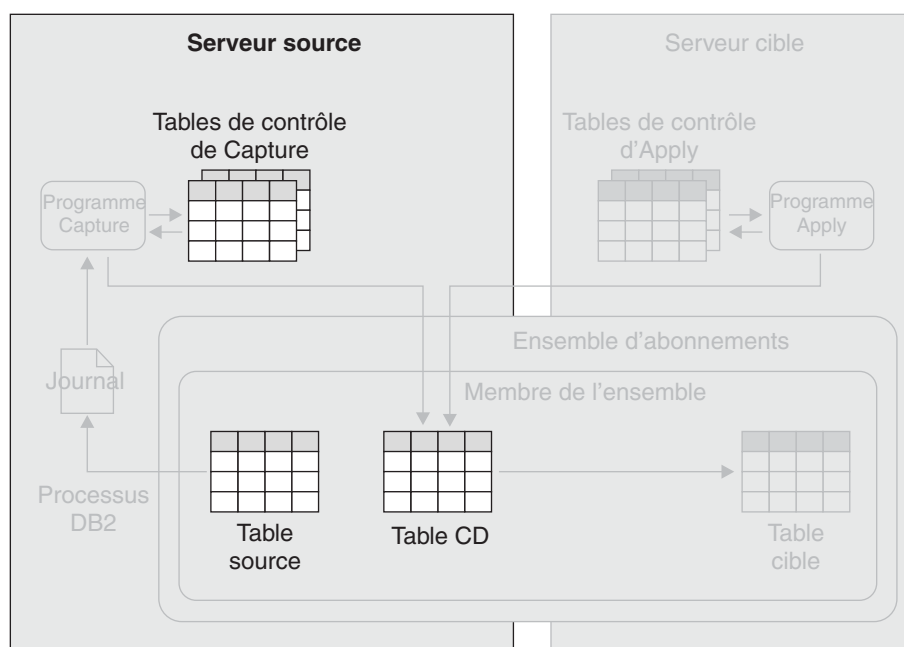 Serveur source
Serveur cible
Tables de contrôle
de Capture
Tables de contrôle
d'Apply
Programme
Capture
Programme
Apply
Ensemble d'abonnements
Journal
Membre de l'ensemble
Processus
DB2
Table
source
Table CD
Table
cible